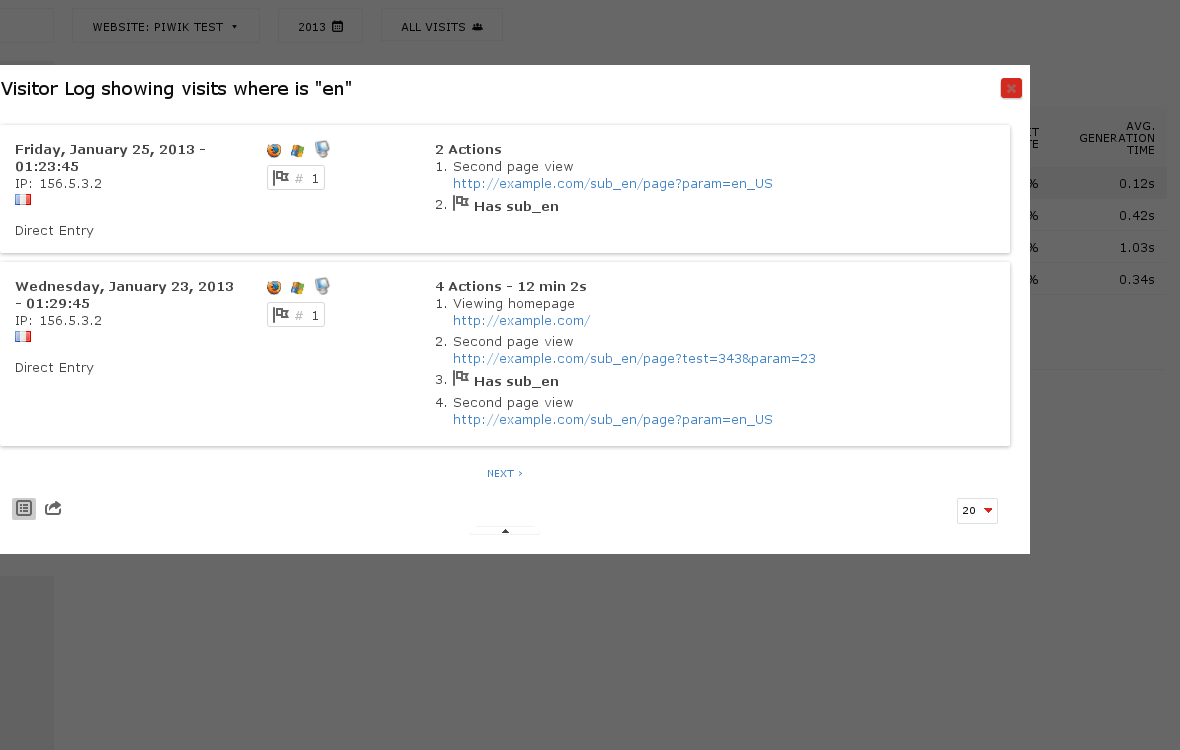 WEBSITE: PIWIK TEST
2013
ALL VISITS
Visitor Log showing visits where is "en"
AVG.
GENERATION
TIME
0.12s
0.42s
1.03s
0.34s
Friday, January 25, 2013 -
01:23:45
IP: 156.5.3.2
Direct Entry
# 1
2 Actions
1. Second page view
http://example.com/sub_en/page?param=en_US
2. Has sub_en
Wednesday, January 23, 2013
- 01:29:45
IP: 156.5.3.2
Direct Entry
# 1
4 Actions - 12 min 2s
1. Viewing homepage
http://example.com/
2. Second page view
http://example.com/sub_en/page?test=343&param=23
3. Has sub_en
4. Second page view
http://example.com/sub_en/page?param=en_US
NEXT ›
20